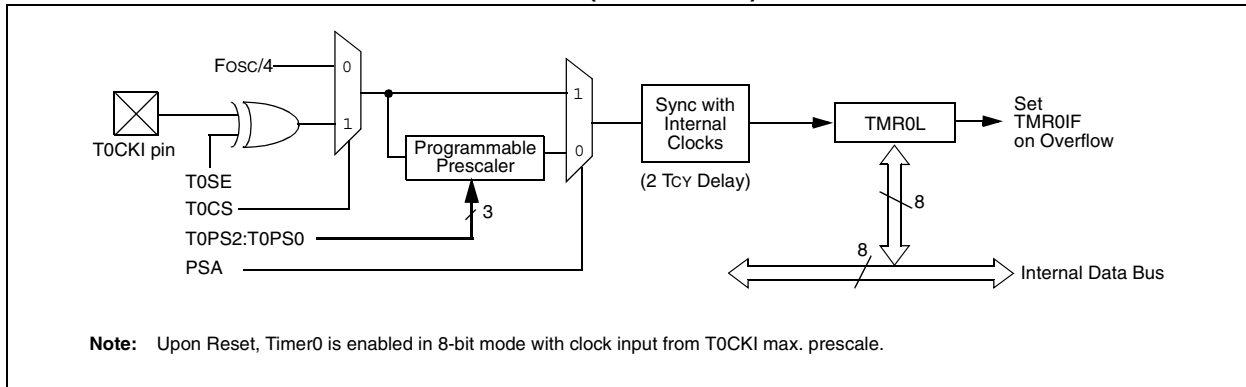 Fosc/4
0
1
T0CKI pin
T0SE
T0CS
T0PS2:T0PS0
PSA
Programmable
Prescaler
3
1
0
Sync with
Internal
Clocks
(2 TCY Delay)
TMR0L
Set
TMR0IF
on Overflow
8
8
Internal Data Bus
Note: Upon Reset, Timer0 is enabled in 8-bit mode with clock input from T0CKI max. prescale.